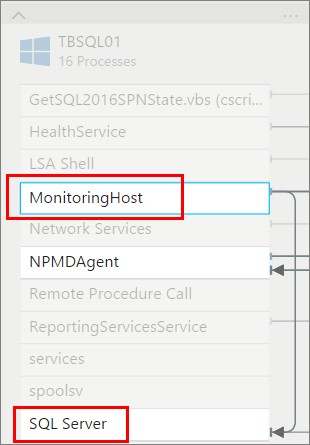 TBSQL01
16 Processes
GetSQL2016SPNState.vbs (cscri...
HealthService
LSA Shell
MonitoringHost
Network Services
NPMDAgent
Remote Procedure Call
ReportingServicesService
services
spoolsv
SQL Server